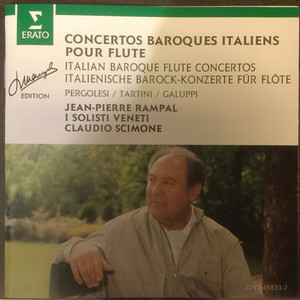 ERATO
CONCERTOS BAROQUES ITALIENS
POUR FLUTE
ITALIAN BAROQUE FLUTE CONCERTOS
ITALIENISCHE BAROCK-KONZERTE FÜR FLÖTE
Rampal
EDITION
PERGOLESI / TARTINI / GALUPPI
JEAN-PIERRE RAMPAL
I SOLISTI VENETI
CLAUDIO SCIMONE